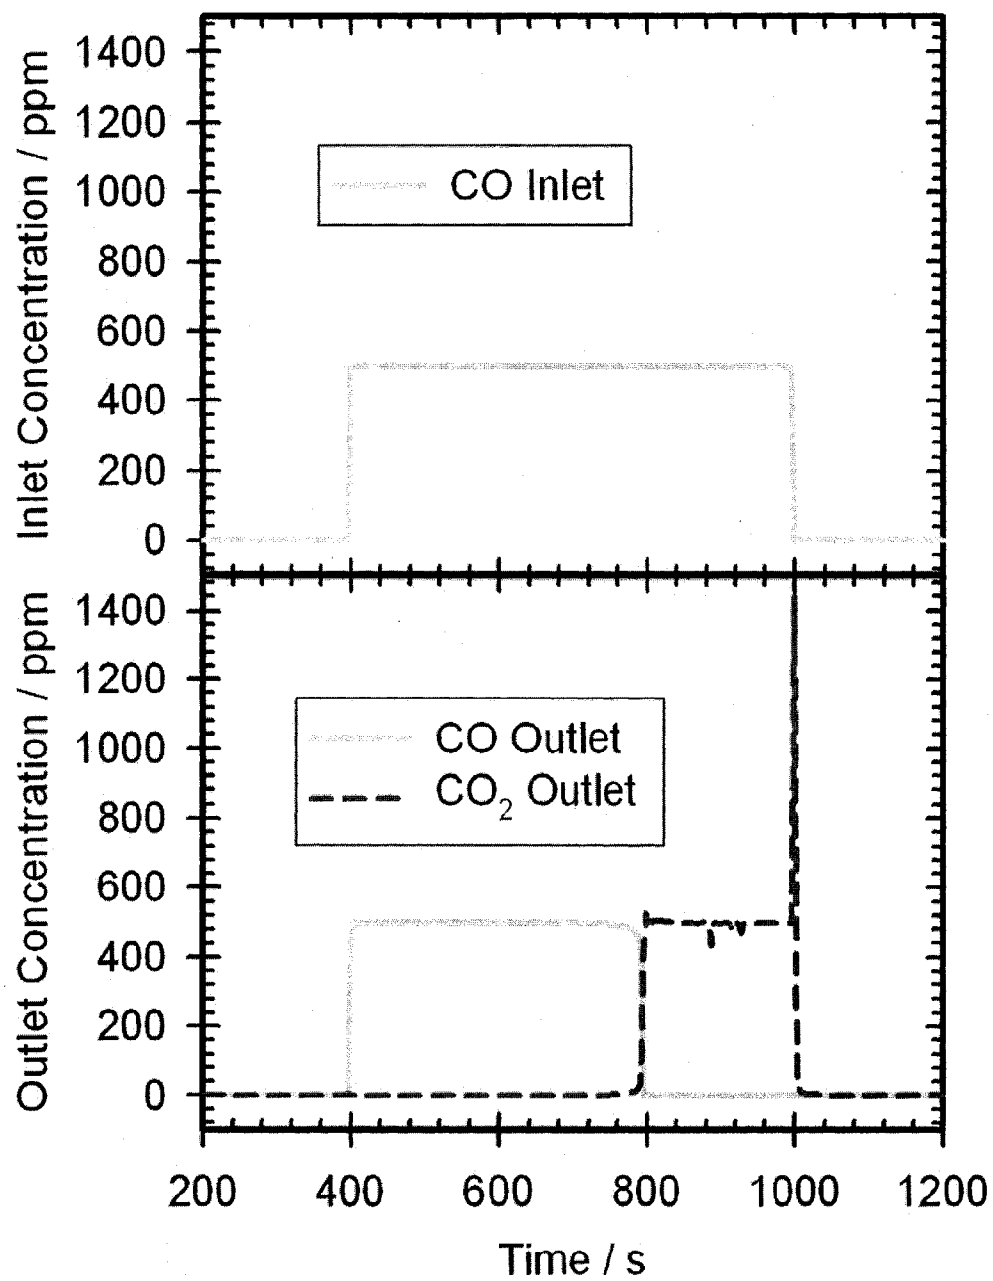 Inlet Concentration / ppm
1400
1200
1000
800
600
400
200
0
CO Inlet
Outlet Concentration / ppm
1400
1200
1000
800
600
400
200
0
CO Outlet
CO₂ Outlet
200 400 600 800 1000 1200
Time / s